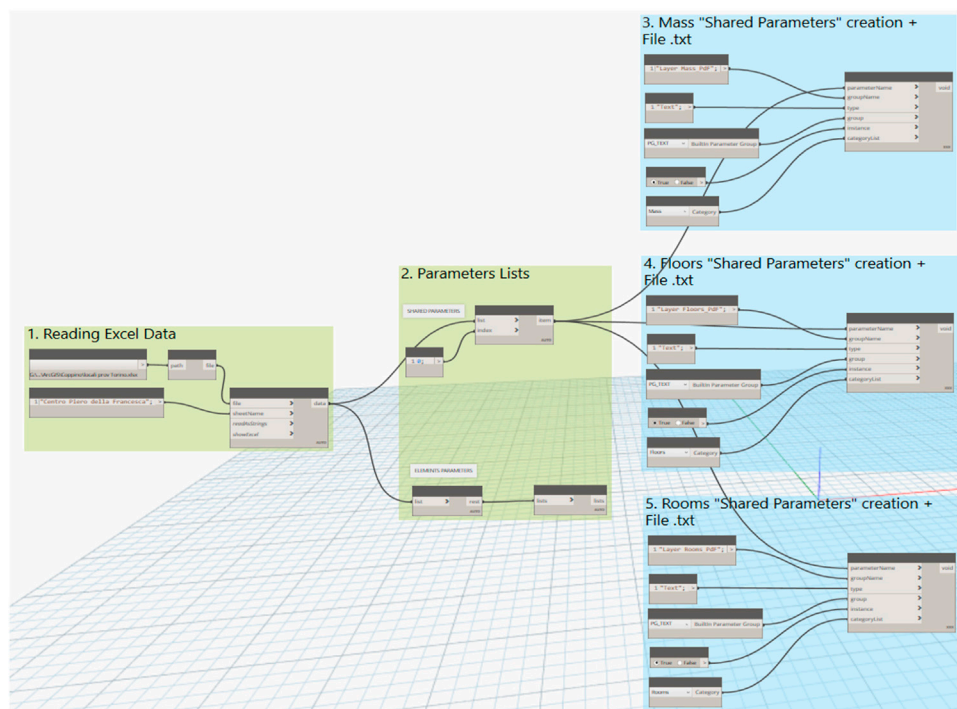 1. Reading Excel Data
path
file
1 "Centro Piero della Francesca";
file
data
sheetName
readAsStrings
showExcel
2. Parameters Lists
SHARED PARAMETERS
list
item
index
auto
1 0;
ELEMENTS PARAMETERS
list
rest
auto
lists
lists
auto
3. Mass "Shared Parameters" creation +
File .txt
1 "Layer Mass_PdF";
1 "Text";
PG_TEXT
BuiltIn Parameter Group
True False
Mass
Category
parameterName
void
groupName
type
group
instance
categoryList
4. Floors "Shared Parameters" creation +
File .txt
1 "Layer Floors_PdF";
1 "Text";
PG_TEXT
BuiltIn Parameter Group
True False
Floors
Category
parameterName
void
groupName
type
group
instance
categoryList
5. Rooms "Shared Parameters" creation +
File .txt
1 "Layer Rooms_PdF";
1 "Text";
PG_TEXT
BuiltIn Parameter Group
True False
Rooms
Category
parameterName
void
groupName
type
group
instance
categoryList